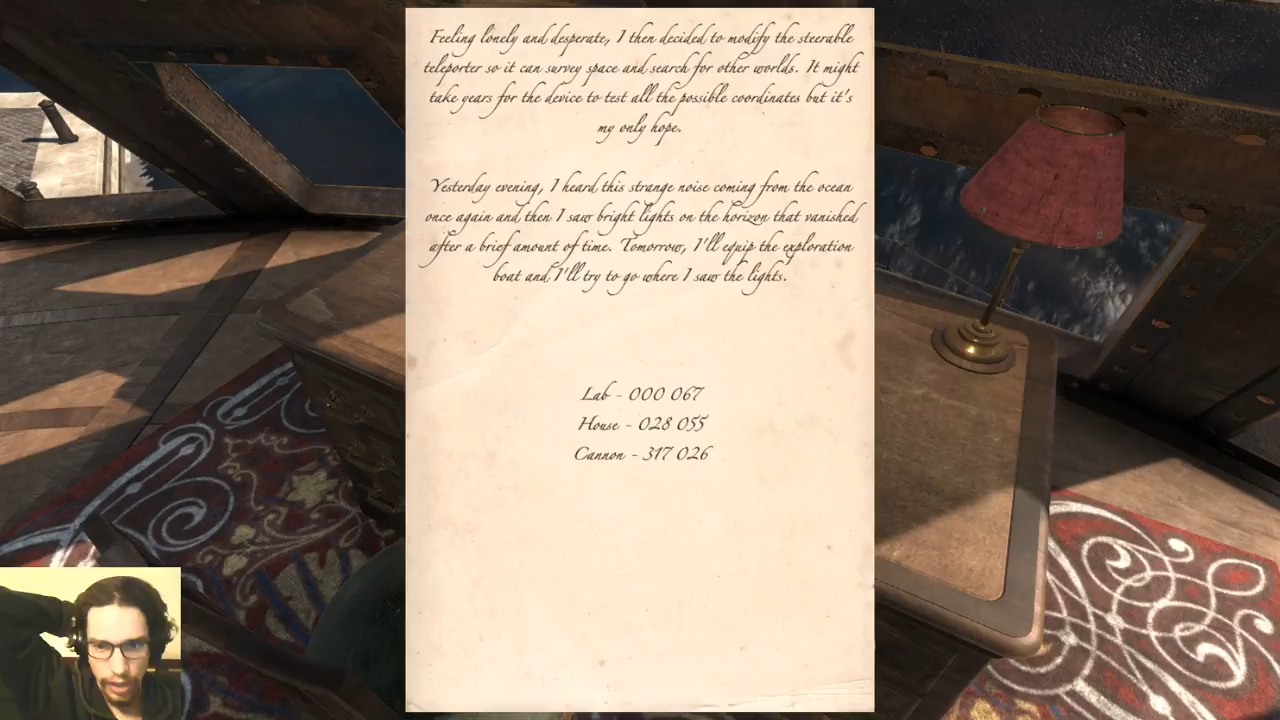 Feeling lonely and desperate, I then decided to modify the steerable
teleporter so it can survey space and search for other worlds. It might
take years for the device to test all the possible coordinates but it's
my only hope.
Yesterday evening, I heard this strange noise coming from the ocean
once again and then I saw bright lights on the horizon that vanished
after a brief amount of time. Tomorrow, I'll equip the exploration
boat and I'll try to go where I saw the lights.
Lab - 000 067
House - 028 055
Cannon - 317 026